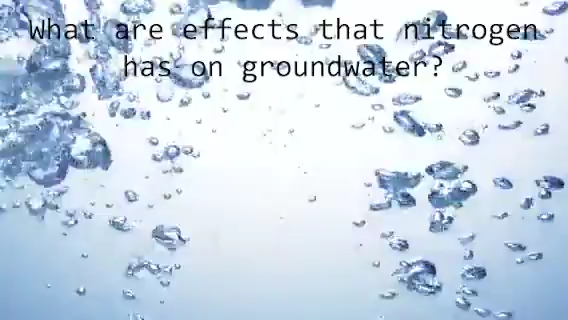 What are effects that nitrogen
has on groundwater?